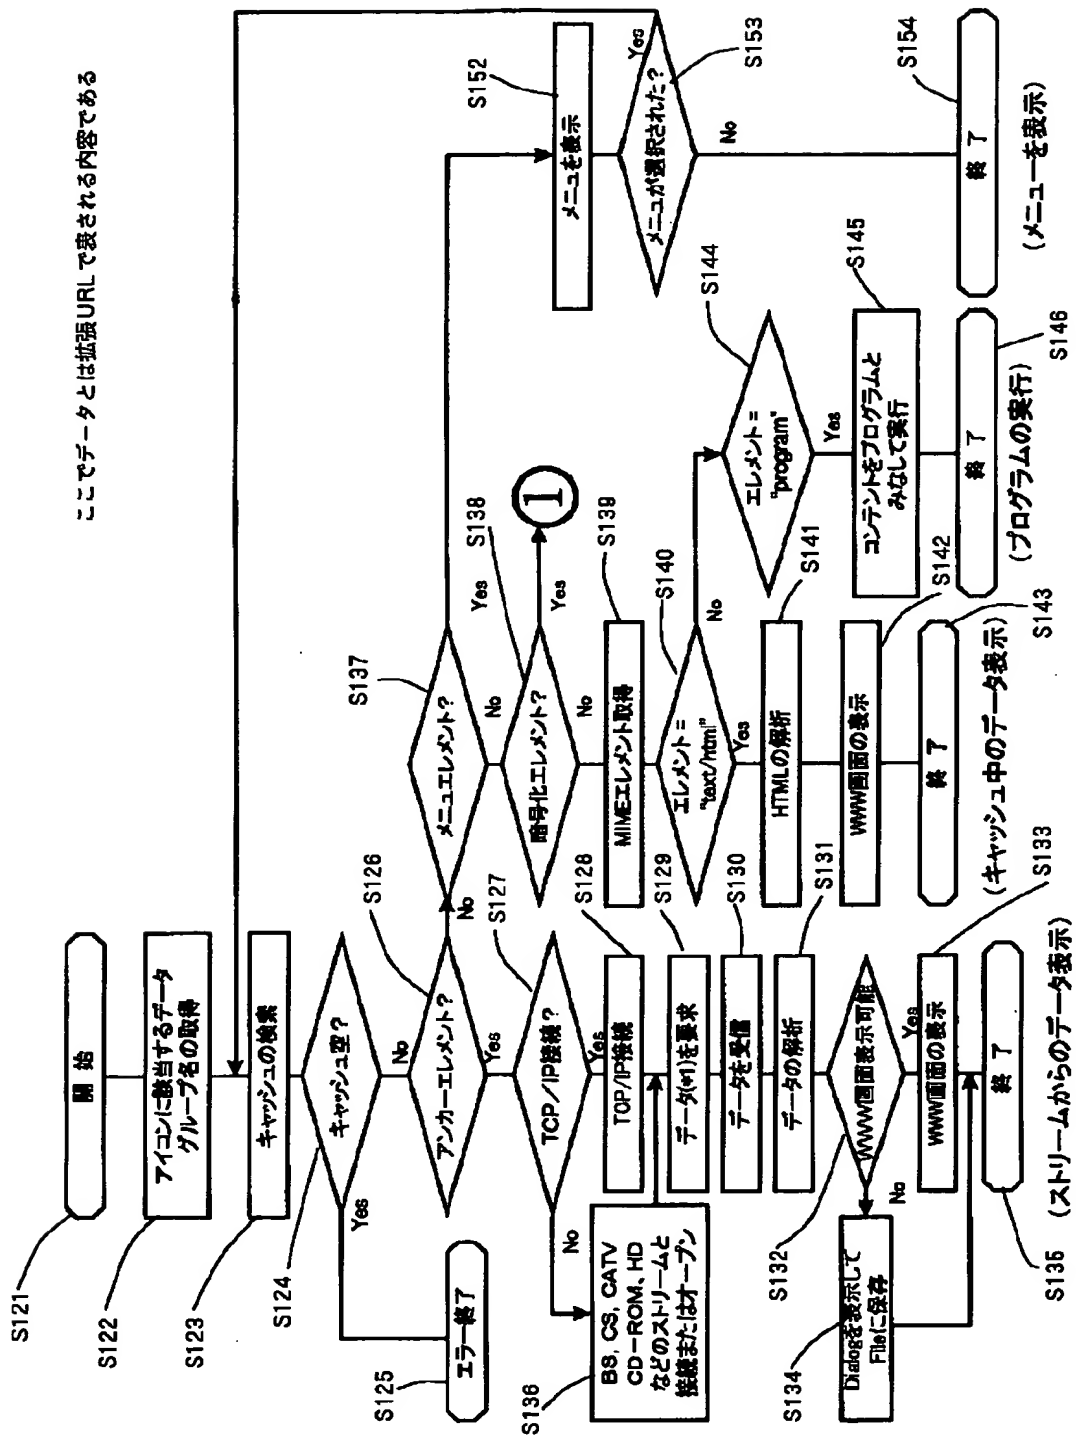 ここでデータとは拡張URLで表される内容である
S121
開 始
S122
アイコンに該当するデータ
グループ名の取得
S123
キャッシュの検索
S124
キャッシュ空？
Yes
No
S125
エラー終了
S126
アンカーエレメント？
No
Yes
S127
TCP／IP接続？
Yes
No
S136
BS, CS, CATV
CD-ROM、HD
などのストリームと
接続またはオープン
S128
TCP/IP接続
S129
データ(*1)を要求
S130
データを受信
S131
データの解析
S132
WWW画面表示可能
Yes
No
S133
WWW画面の表示
S134
Dialogを表示して
Fileに保存
S135
終 了
(ストリームからのデータ表示)
S137
メニュエレメント？
Yes
No
S138
暗号化エレメント？
Yes
No
1
S139
MIMEエレメント取得
S140
エレメント =
"text/html"
No
Yes
S141
HTMLの解析
S142
WWW画面の表示
S143
終 了
(キャッシュ中のデータ表示)
S144
エレメント =
"program"
Yes
S145
コンテントをプログラムと
みなして実行
S146
終 了
(プログラムの実行)
S152
メニュを表示
S153
メニュが選択された？
Yes
No
S154
終 了
(メニューを表示)